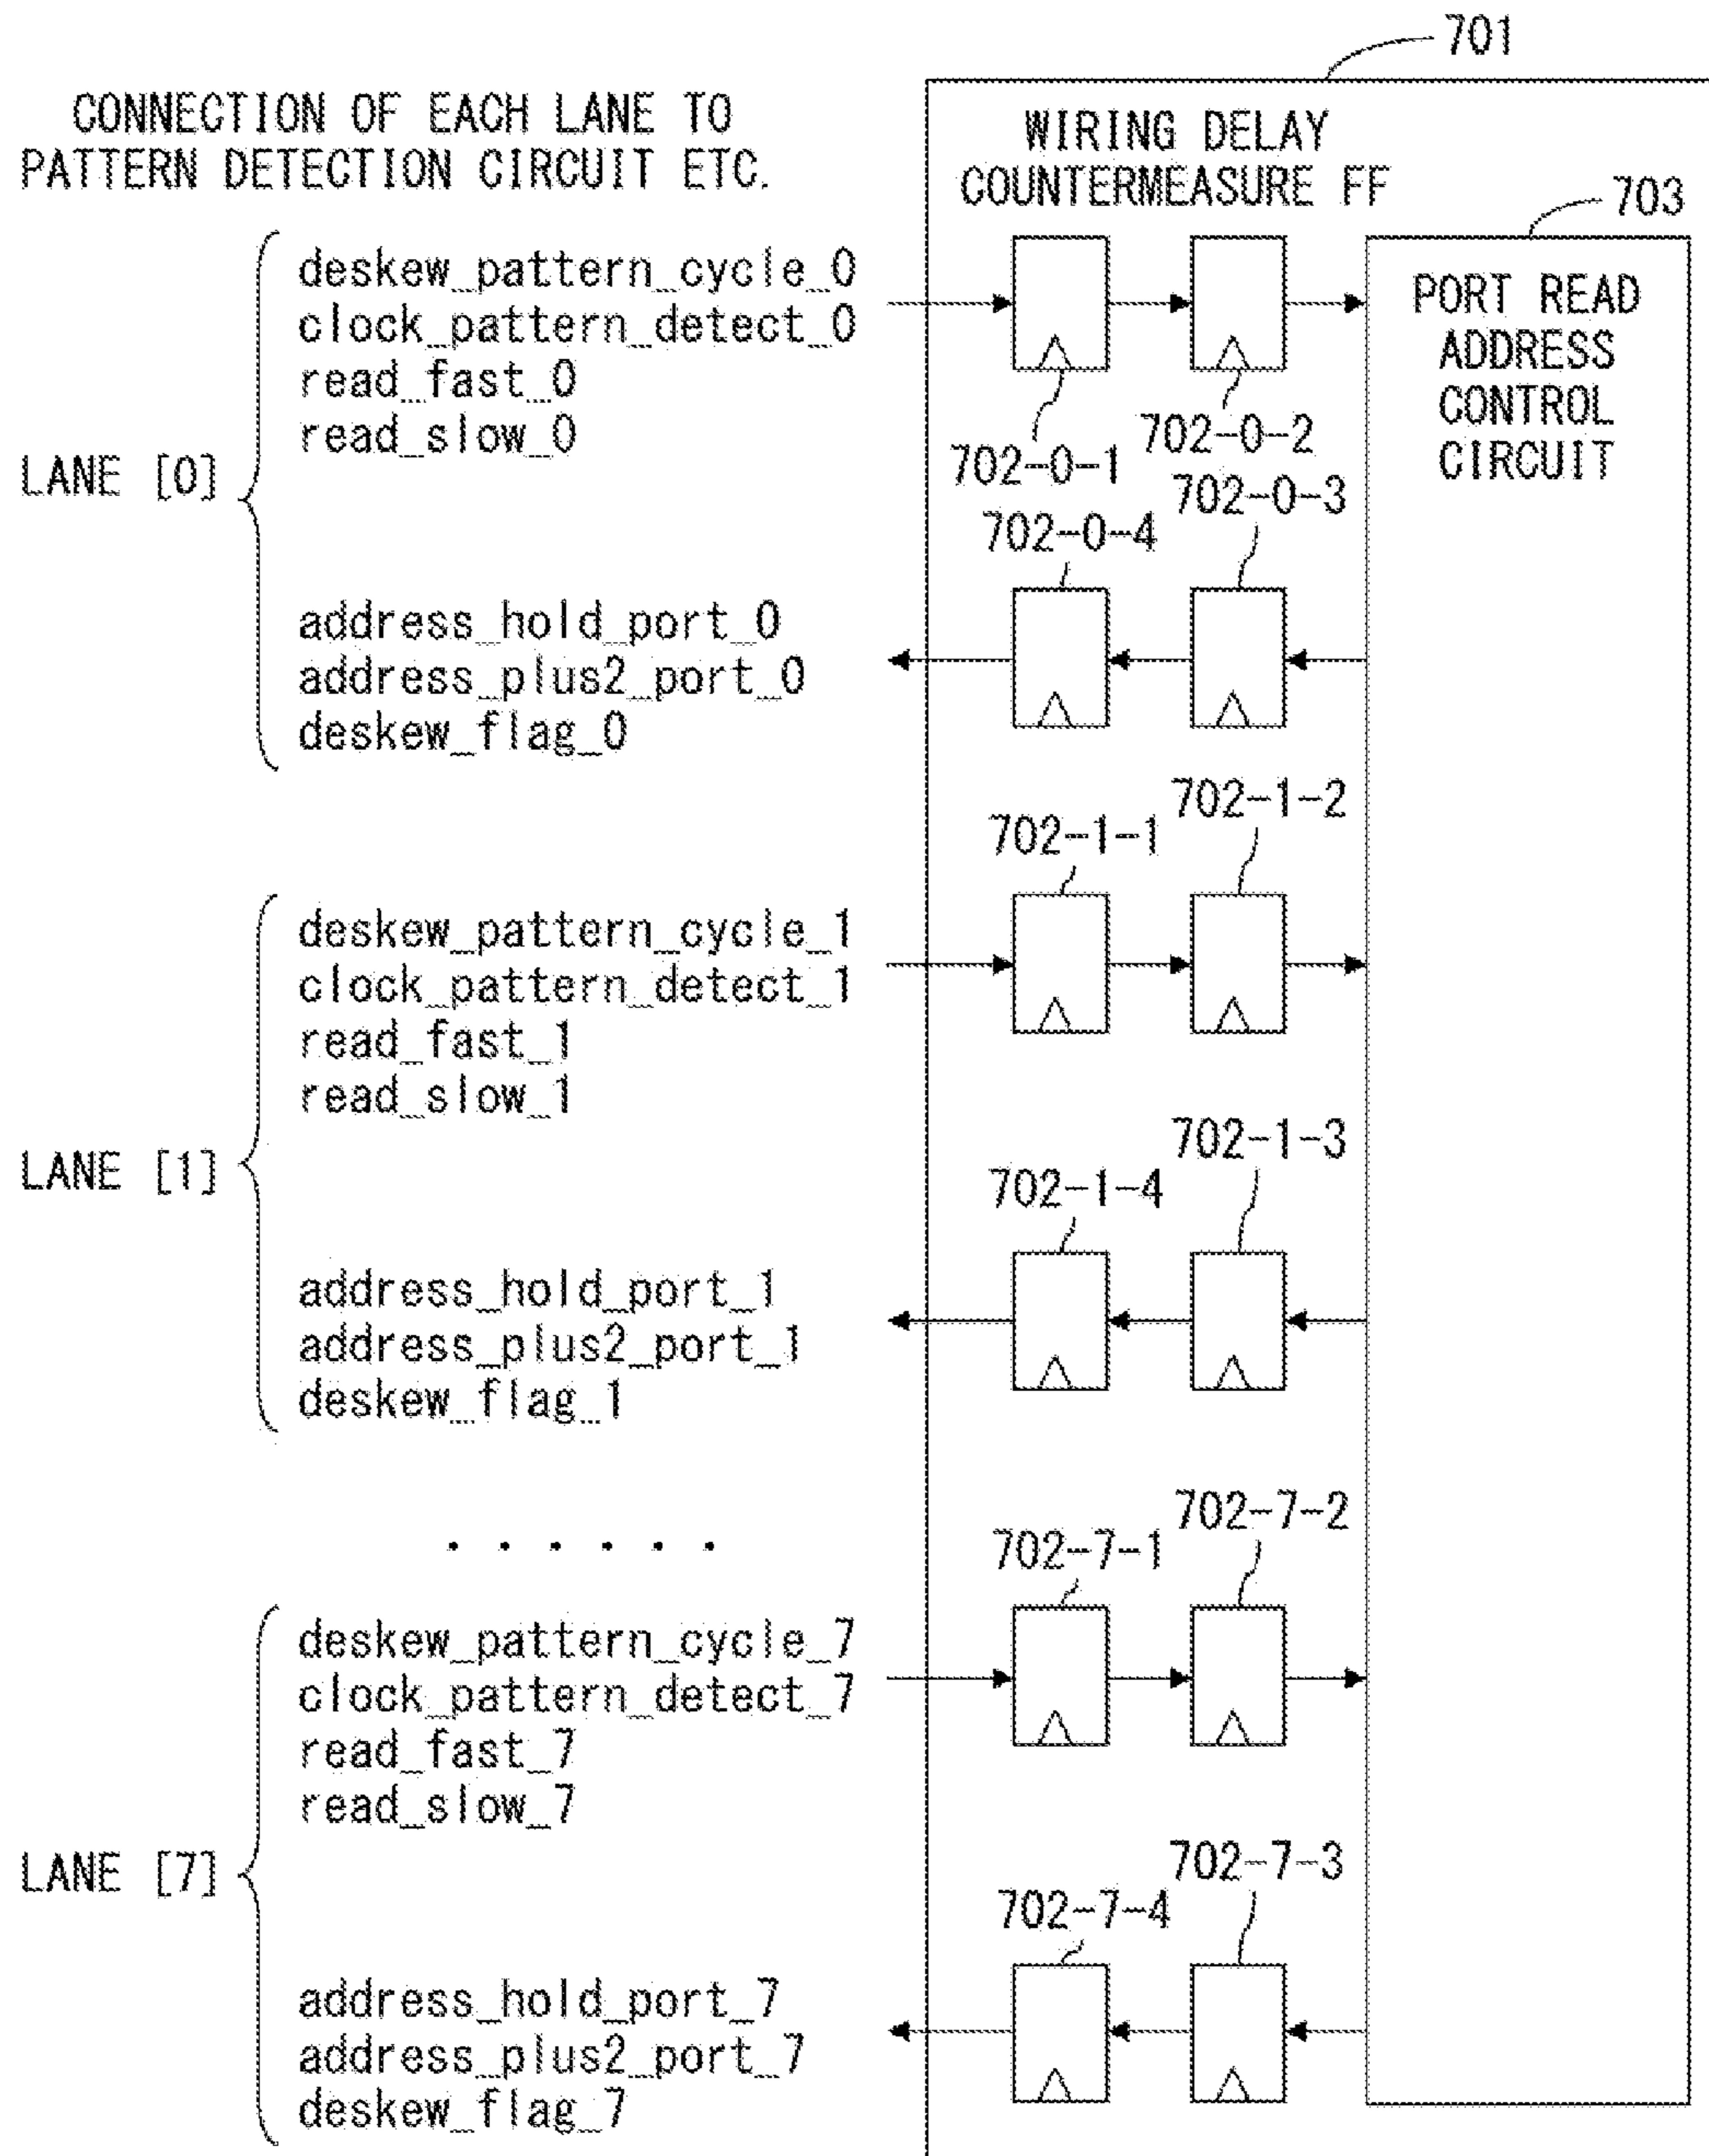 701
CONNECTION OF EACH LANE TO
PATTERN DETECTION CIRCUIT ETC.
WIRING DELAY
COUNTERMEASURE FF
703
PORT READ
ADDRESS
CONTROL
CIRCUIT
LANE [0]
deskew_pattern_cycle_0
clock_pattern_detect_0
read_fast_0
read_slow_0
702-0-1
702-0-2
702-0-3
702-0-4
address_hold_port_0
address_plus2_port_0
deskew_flag_0
702-1-2
702-1-1
LANE [1]
deskew_pattern_cycle_1
clock_pattern_detect_1
read_fast_1
read_slow_1
702-1-3
702-1-4
address_hold_port_1
address_plus2_port_1
deskew_flag_1
702-7-2
702-7-1
. . . . . .
LANE [7]
deskew_pattern_cycle_7
clock_pattern_detect_7
read_fast_7
read_slow_7
702-7-3
702-7-4
address_hold_port_7
address_plus2_port_7
deskew_flag_7